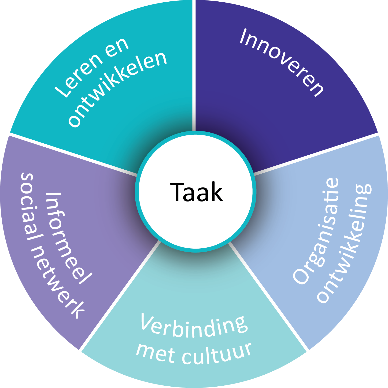 Leren en
ontwikkelen
Innoveren
Taak
Organisatie
ontwikkeling
Informeel
sociaal netwerk
Verbinding
met cultuur